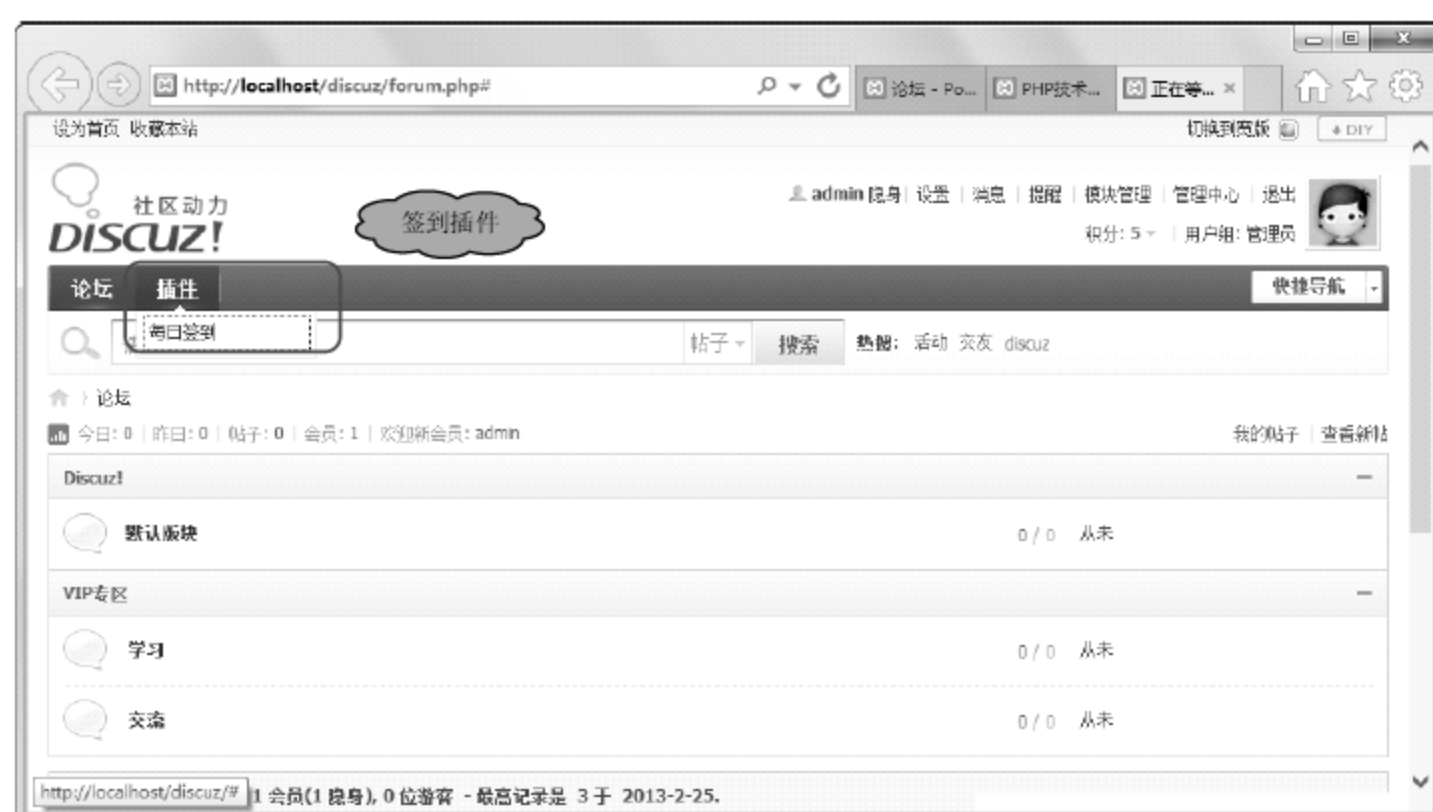 http://localhost/discuz/forum.php#
论坛 - Po...
PHP技术...
正在等... ×
设为首页 收藏本站
切换到宽版
DIY
社区动力
DISCUZ!
签到插件
admin 隐身 | 设置 | 消息 | 提醒 | 模块管理 | 管理中心 | 退出
积分: 5 | 用户组: 管理员
论坛 插件
快捷导航
每日签到
帖子 搜索 热搜: 活动 交友 discuz
论坛
今日: 0 | 昨日: 0 | 帖子: 0 | 会员: 1 | 欢迎新会员: admin
我的帖子 | 查看新帖
Discuz!
默认版块 0 / 0 从未
VIP专区
学习 0 / 0 从未
交流 0 / 0 从未
http://localhost/discuz/#
1 会员(1 隐身), 0 位游客 - 最高记录是 3 于 2013-2-25.